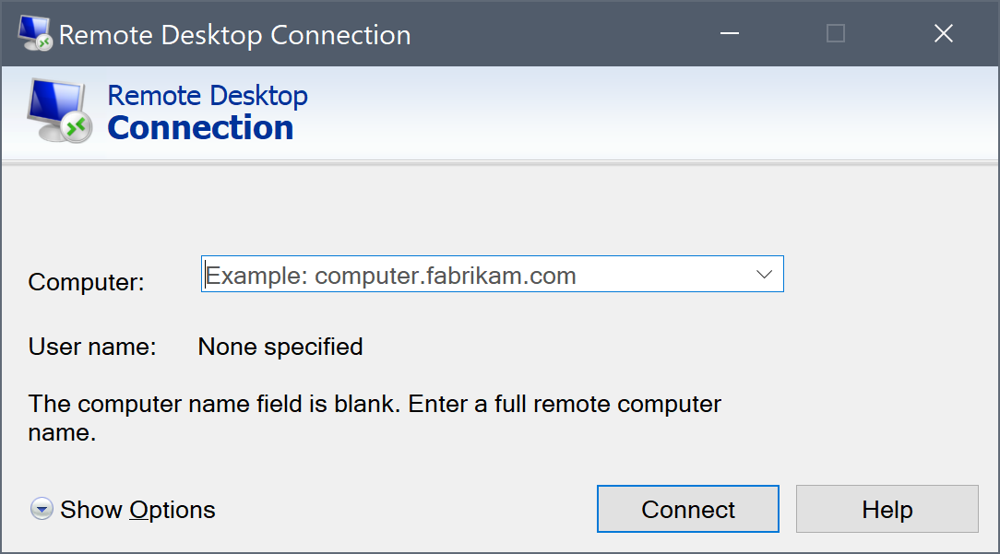 Remote Desktop Connection
Remote Desktop
Connection
Computer:
Example: computer.fabrikam.com
User name:
None specified
The computer name field is blank. Enter a full remote computer
name.
Show Options
Connect
Help